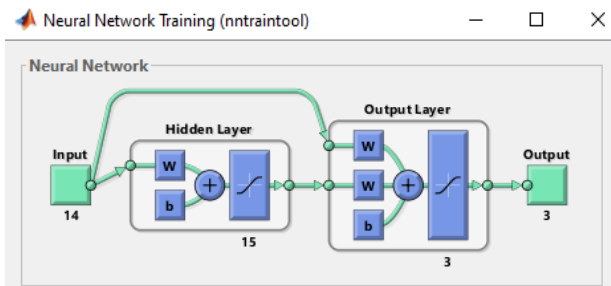 Neural Network Training (nntraintool)
Neural Network
Hidden Layer
Output Layer
Input
W
b
+
14
15
W
W
b
+
3
Output
3